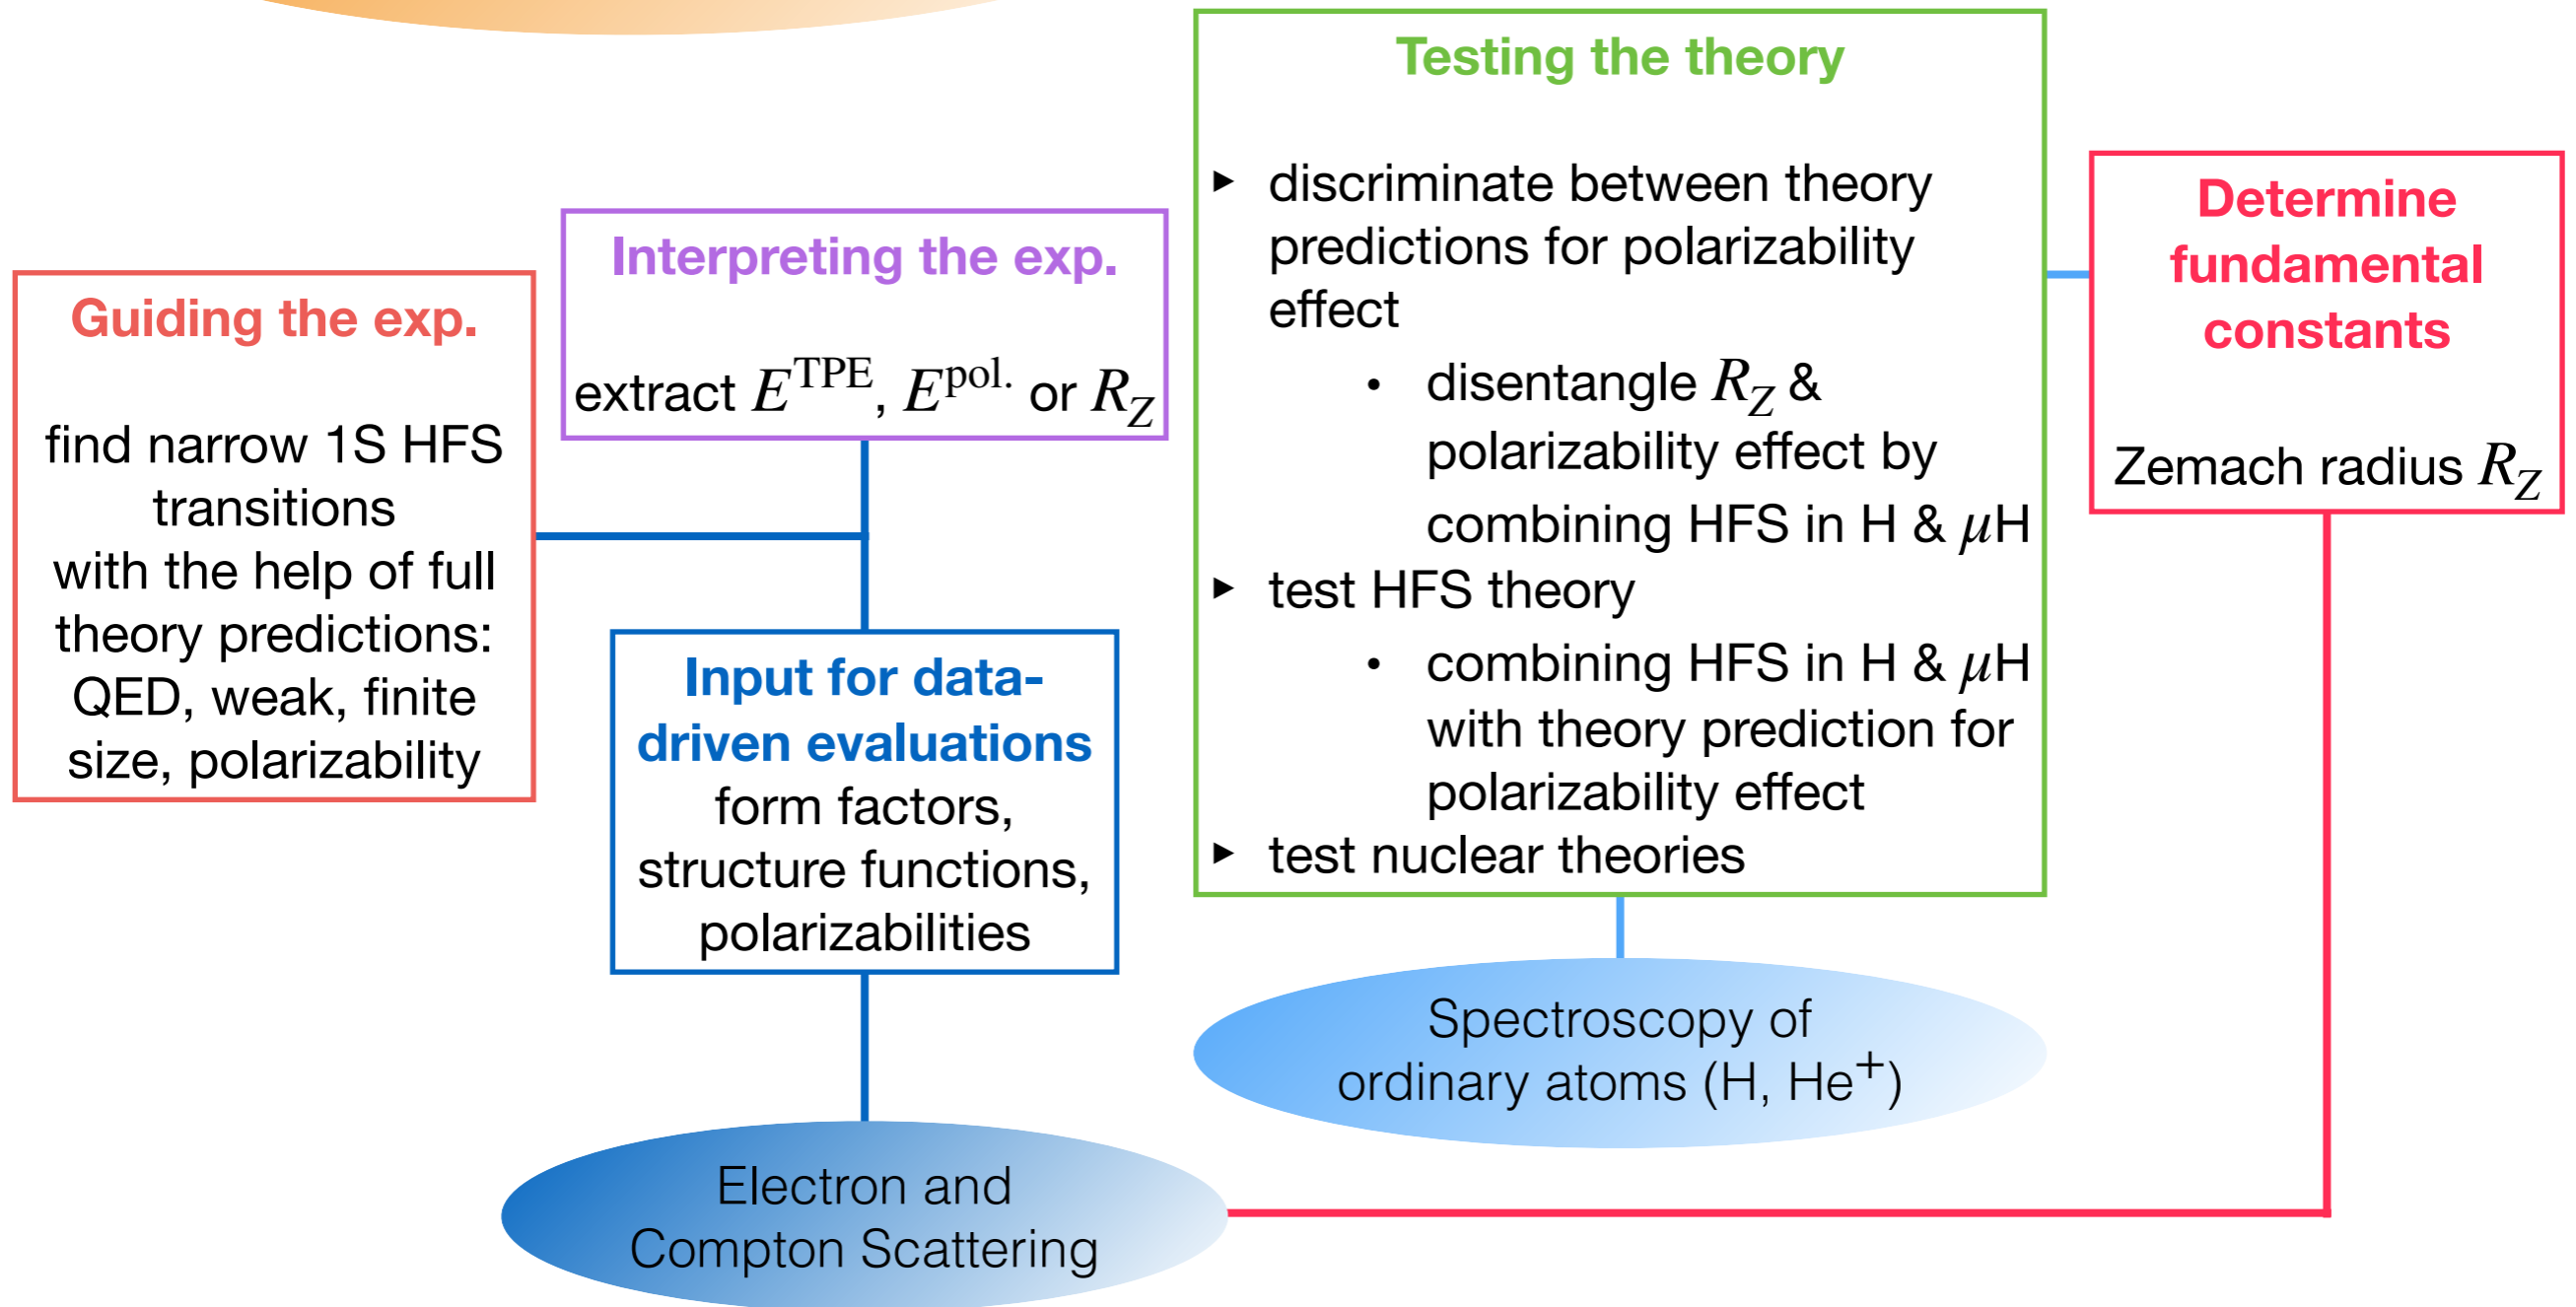 Guiding the exp.
find narrow 1S HFS
transitions
with the help of full
theory predictions:
QED, weak, finite
size, polarizability
Interpreting the exp.
extract E^TPE, E^pol. or R_Z
Input for data-
driven evaluations
form factors,
structure functions,
polarizabilities
Electron and
Compton Scattering
Testing the theory
▸ discriminate between theory
predictions for polarizability
effect
• disentangle R_Z &
polarizability effect by
combining HFS in H & μH
▸ test HFS theory
• combining HFS in H & μH
with theory prediction for
polarizability effect
▸ test nuclear theories
Spectroscopy of
ordinary atoms (H, He⁺)
Determine
fundamental
constants
Zemach radius R_Z